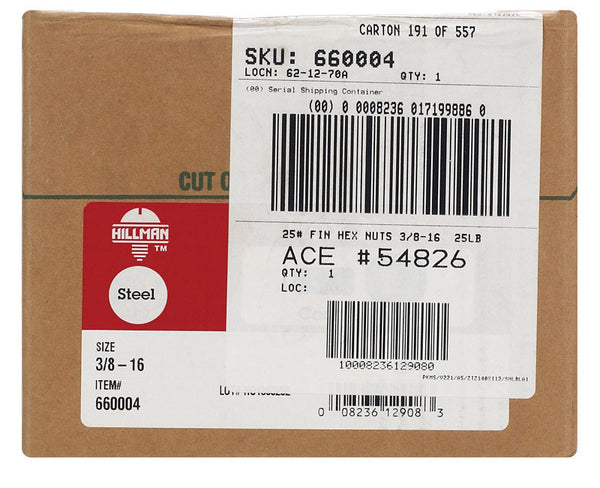 CARTON 191 OF 557
SKU: 660004
LOCN: 62-12-70A QTY: 1
(00) Serial Shipping Container
(00) 0 0008236 017199886 0
CUT
25# FIN HEX NUTS 3/8-16 25LB
ACE #54826
QTY: 1
LOC:
10008236129080
HILLMAN
TM
Steel
SIZE
3/8 – 16
ITEM#
660004
0 08236 12908 3